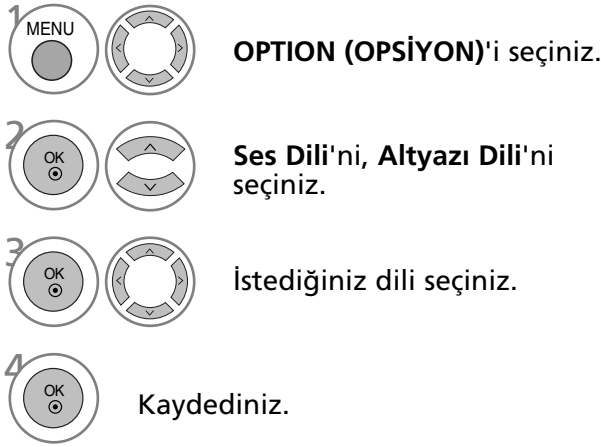 1
MENU
OPTION (OPSİYON)'i seçiniz.
2
OK
Ses Dili'ni, Altyazı Dili'ni
seçiniz.
3
OK
İstediğiniz dili seçiniz.
4
OK
Kaydediniz.